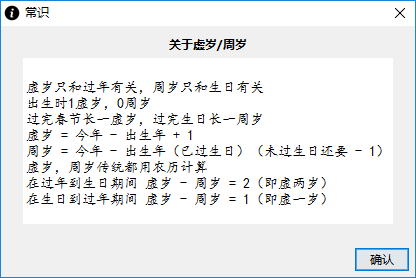 常识
关于虚岁/周岁
虚岁只和过年有关，周岁只和生日有关
出生时1虚岁，0周岁
过完春节长一虚岁，过完生日长一周岁
虚岁 = 今年 - 出生年 + 1
周岁 = 今年 - 出生年（已过生日）（未过生日还要 - 1）
虚岁，周岁传统都用农历计算
在过年到生日期间 虚岁 - 周岁 = 2（即虚两岁）
在生日到过年期间 虚岁 - 周岁 = 1（即虚一岁）
确认